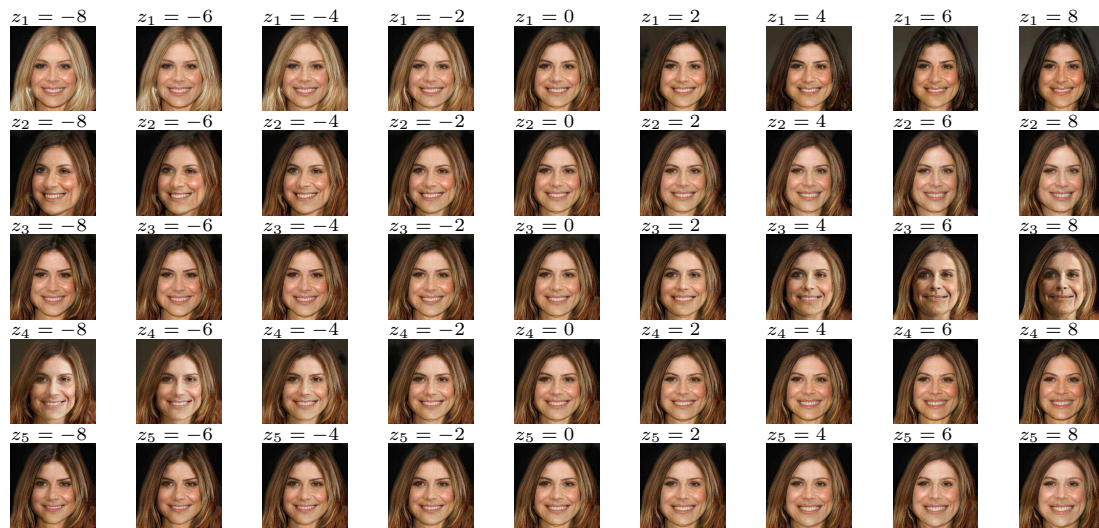 z₁ = −8 z₁ = −6 z₁ = −4 z₁ = −2 z₁ = 0 z₁ = 2 z₁ = 4 z₁ = 6 z₁ = 8
z₂ = −8 z₂ = −6 z₂ = −4 z₂ = −2 z₂ = 0 z₂ = 2 z₂ = 4 z₂ = 6 z₂ = 8
z₃ = −8 z₃ = −6 z₃ = −4 z₃ = −2 z₃ = 0 z₃ = 2 z₃ = 4 z₃ = 6 z₃ = 8
z₄ = −8 z₄ = −6 z₄ = −4 z₄ = −2 z₄ = 0 z₄ = 2 z₄ = 4 z₄ = 6 z₄ = 8
z₅ = −8 z₅ = −6 z₅ = −4 z₅ = −2 z₅ = 0 z₅ = 2 z₅ = 4 z₅ = 6 z₅ = 8